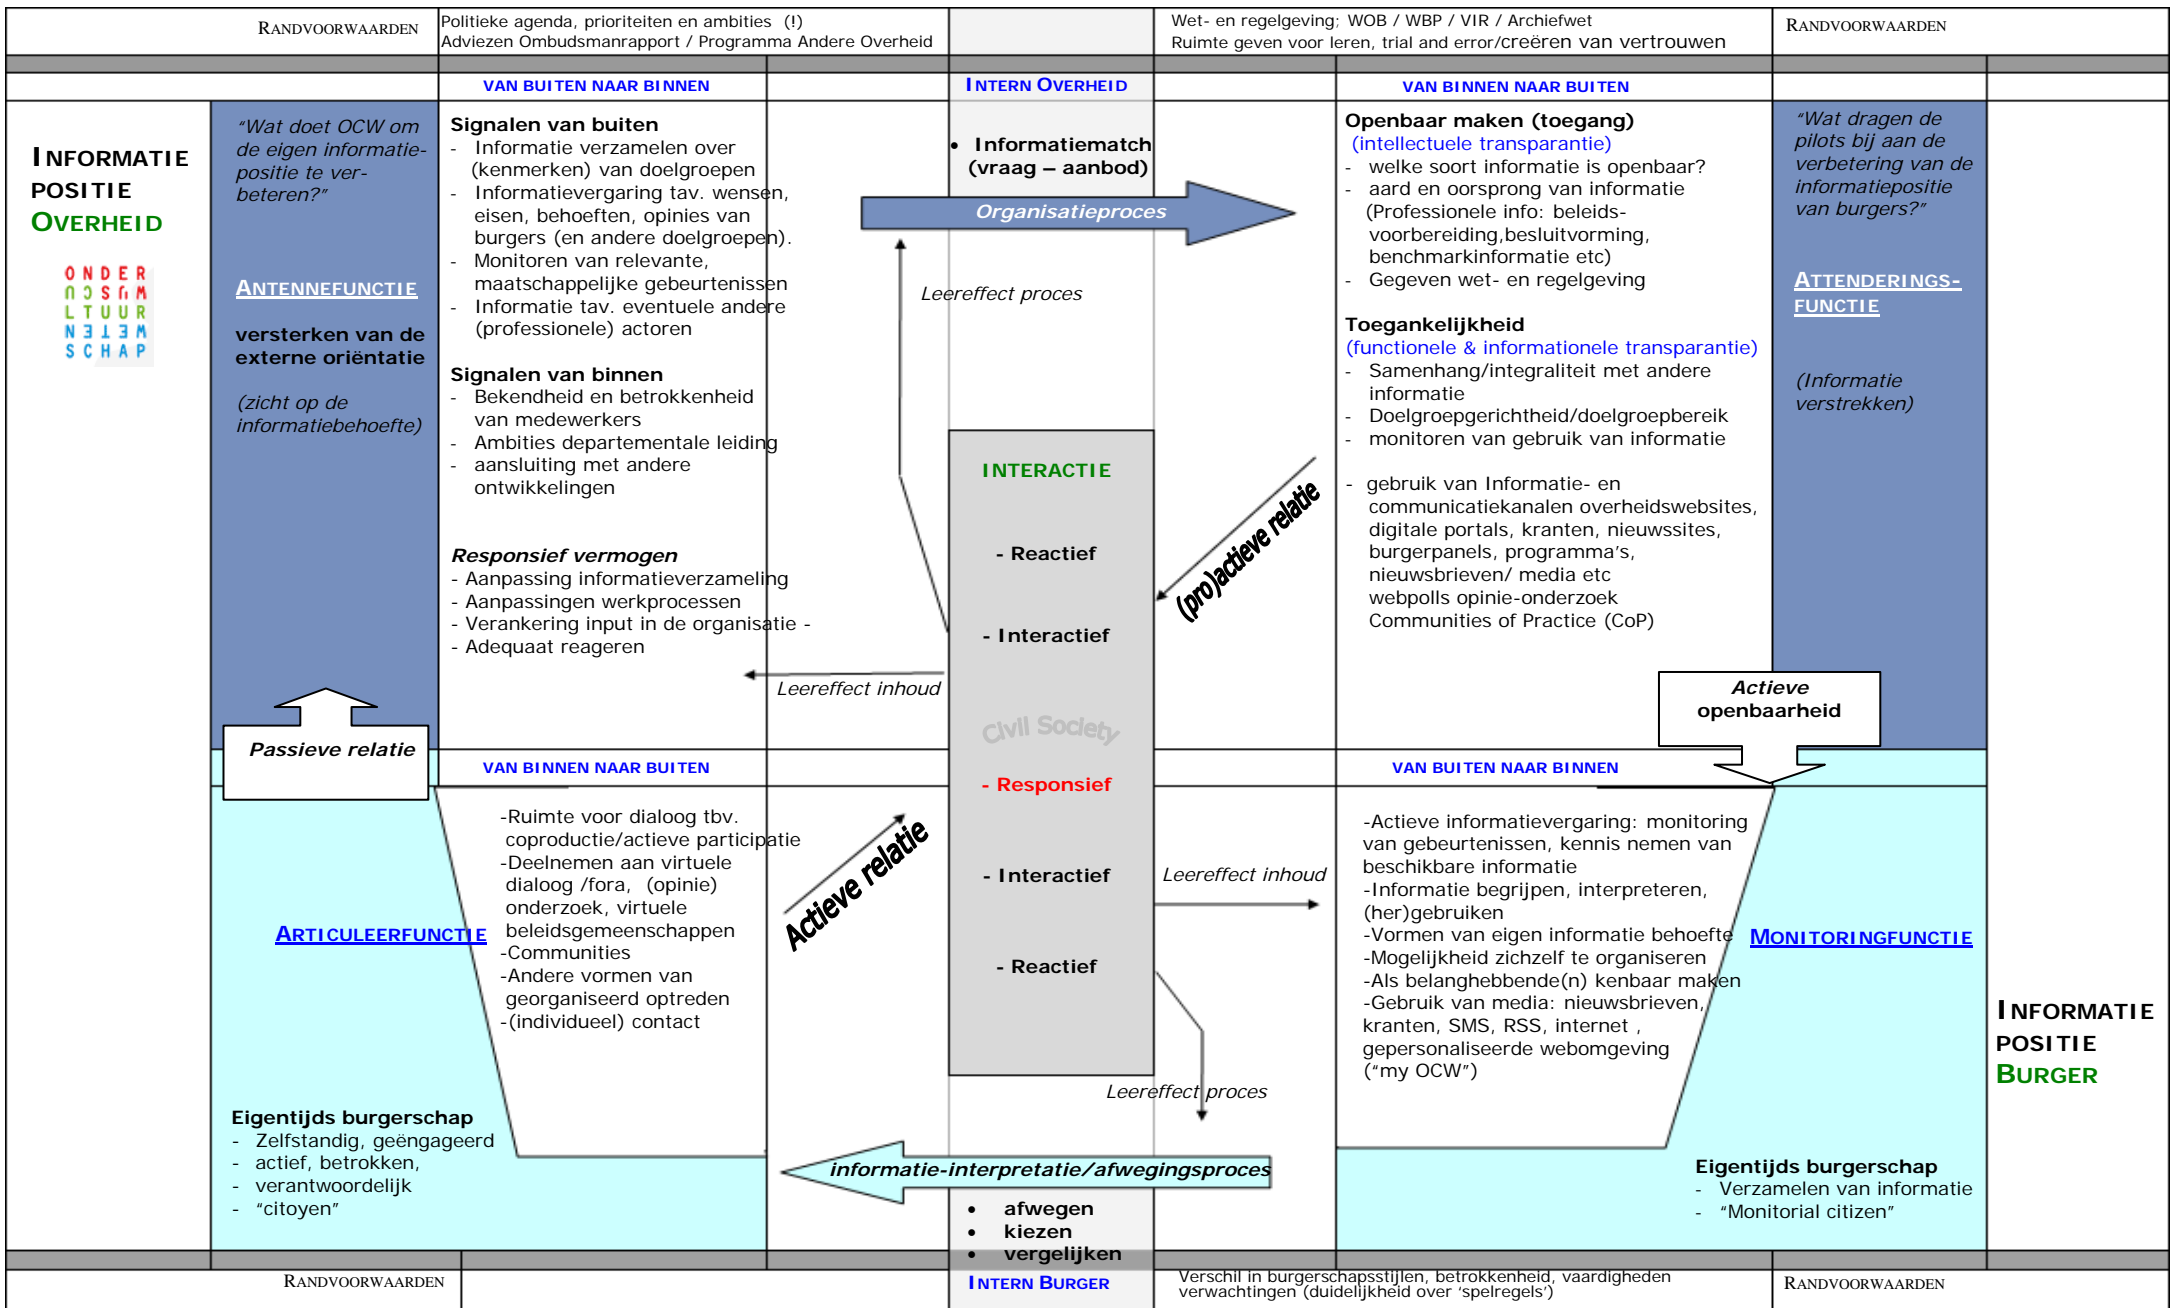 RANDVOORWAARDEN
Politieke agenda, prioriteiten en ambities (!)
Adviezen Ombudsmanrapport / Programma Andere Overheid
Wet- en regelgeving; WOB / WBP / VIR / Archiefwet
Ruimte geven voor leren, trial and error/creëren van vertrouwen
RANDVOORWAARDEN
VAN BUITEN NAAR BINNEN
INTERN OVERHEID
VAN BINNEN NAAR BUITEN
INFORMATIE
POSITIE
OVERHEID
ONDER
WIJS CU
LTUUR
WETEN
SCHAP
“Wat doet OCW om
de eigen informatie-
positie te ver-
beteren?”
ANTENNEFUNCTIE
versterken van de
externe oriëntatie
(zicht op de
informatiebehoefte)
Passieve relatie
Signalen van buiten
- Informatie verzamelen over
(kenmerken) van doelgroepen
- Informatievergaring tav. wensen,
eisen, behoeften, opinies van
burgers (en andere doelgroepen).
- Monitoren van relevante,
maatschappelijke gebeurtenissen
- Informatie tav. eventuele andere
(professionele) actoren
Signalen van binnen
- Bekendheid en betrokkenheid
van medewerkers
- Ambities departementale leiding
- aansluiting met andere
ontwikkelingen
Responsief vermogen
- Aanpassing informatieverzameling
- Aanpassingen werkprocessen
- Verankering input in de organisatie -
- Adequaat reageren
• Informatiematch
(vraag – aanbod)
Organisatieproces
Leereffect proces
Leereffect inhoud
INTERACTIE
- Reactief
- Interactief
Civil Society
- Responsief
- Interactief
- Reactief
(pro)actieve relatie
Openbaar maken (toegang)
(intellectuele transparantie)
- welke soort informatie is openbaar?
- aard en oorsprong van informatie
(Professionele info: beleids-
voorbereiding,besluitvorming,
benchmarkinformatie etc)
- Gegeven wet- en regelgeving
Toegankelijkheid
(functionele & informationele transparantie)
- Samenhang/integraliteit met andere
informatie
- Doelgroepgerichtheid/doelgroepbereik
- monitoren van gebruik van informatie
- gebruik van Informatie- en
communicatiekanalen overheidswebsites,
digitale portals, kranten, nieuwssites,
burgerpanels, programma’s,
nieuwsbrieven/ media etc
webpolls opinie-onderzoek
Communities of Practice (CoP)
“Wat dragen de
pilots bij aan de
verbetering van de
informatiepositie
van burgers?”
ATTENDERINGS-
FUNCTIE
(Informatie
verstrekken)
Actieve
openbaarheid
VAN BINNEN NAAR BUITEN
VAN BUITEN NAAR BINNEN
ARTICULEERFUNCTIE
-Ruimte voor dialoog tbv.
coproductie/actieve participatie
-Deelnemen aan virtuele
dialoog /fora, (opinie)
onderzoek, virtuele
beleidsgemeenschappen
-Communities
-Andere vormen van
georganiseerd optreden
-(individueel) contact
Actieve relatie
Leereffect inhoud
Leereffect proces
-Actieve informatievergaring: monitoring
van gebeurtenissen, kennis nemen van
beschikbare informatie
-Informatie begrijpen, interpreteren,
(her)gebruiken
-Vormen van eigen informatie behoefte
-Mogelijkheid zichzelf te organiseren
-Als belanghebbende(n) kenbaar maken
-Gebruik van media: nieuwsbrieven,
kranten, SMS, RSS, internet ,
gepersonaliseerde webomgeving
(“my OCW”)
MONITORINGFUNCTIE
INFORMATIE
POSITIE
BURGER
Eigentijds burgerschap
- Zelfstandig, geëngageerd
- actief, betrokken,
- verantwoordelijk
- “citoyen”
informatie-interpretatie/afwegingsproces
• afwegen
• kiezen
• vergelijken
Eigentijds burgerschap
- Verzamelen van informatie
- “Monitorial citizen”
RANDVOORWAARDEN
INTERN BURGER
Verschil in burgerschapsstijlen, betrokkenheid, vaardigheden
verwachtingen (duidelijkheid over ‘spelregels’)
RANDVOORWAARDEN